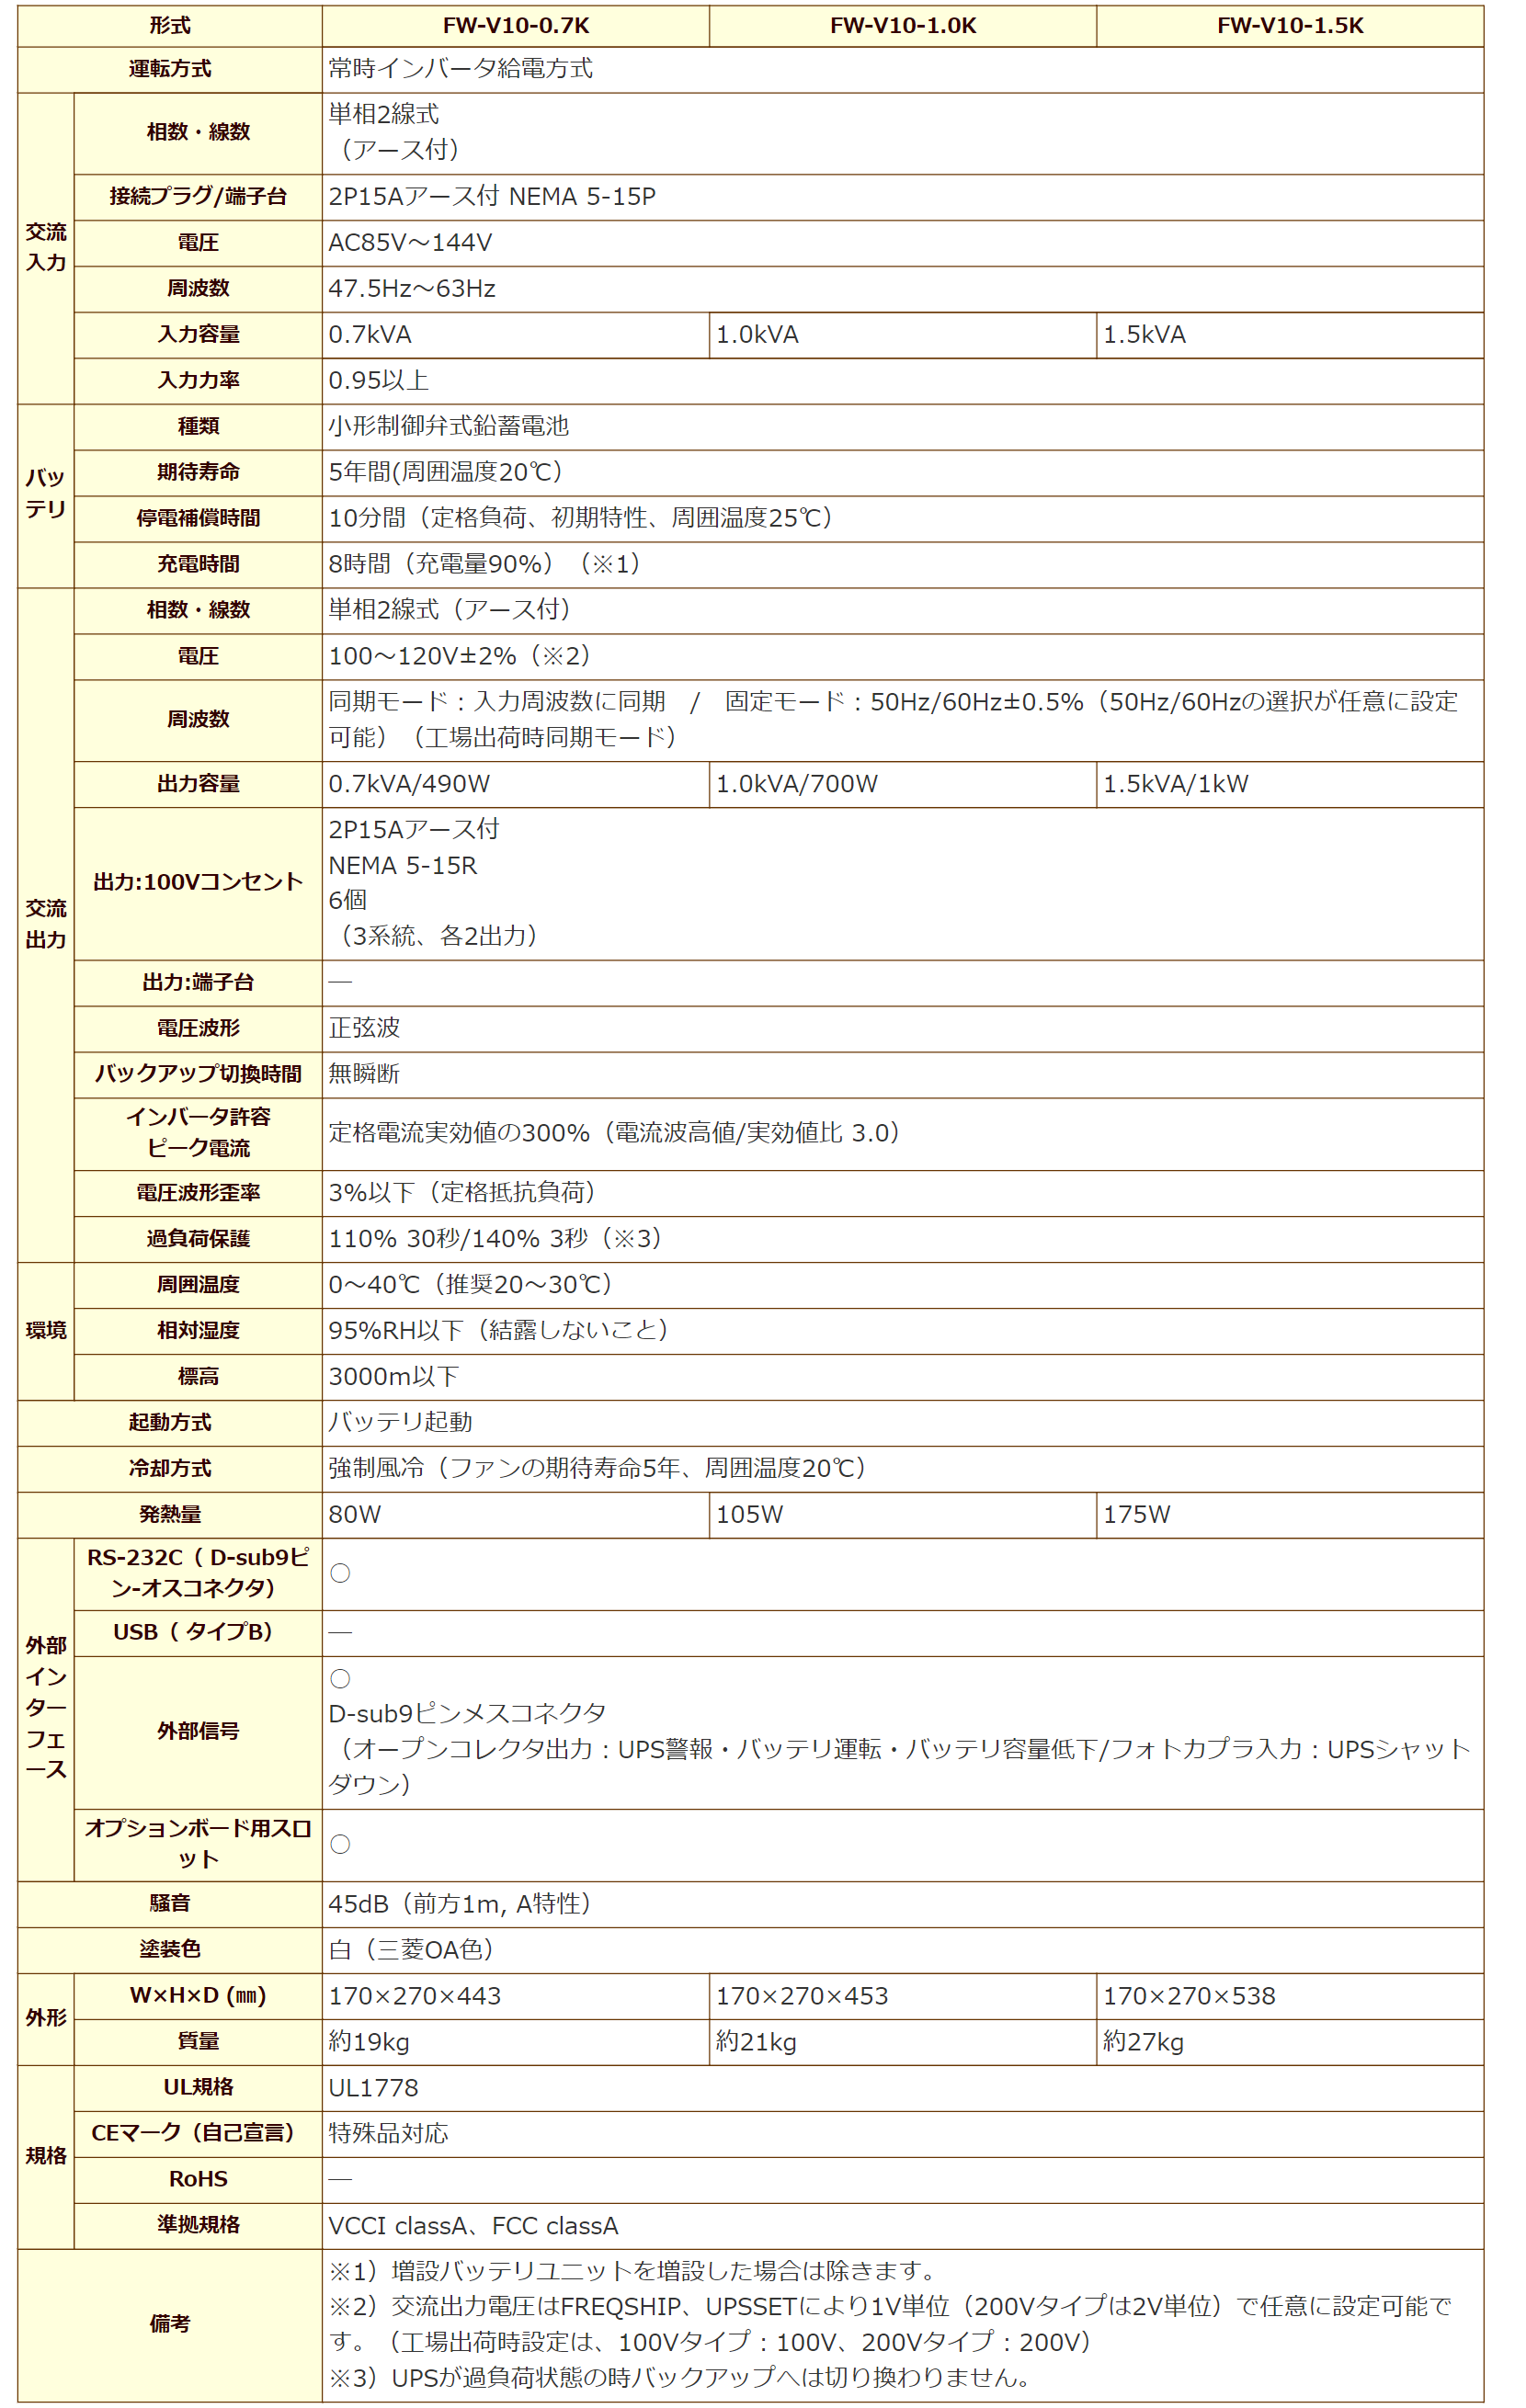 形式 FW-V10-0.7K FW-V10-1.0K FW-V10-1.5K
運転方式 常時インバータ給電方式
交流
入力
相数・線数 単相2線式
（アース付）
接続プラグ/端子台 2P15Aアース付 NEMA 5-15P
電圧 AC85V～144V
周波数 47.5Hz～63Hz
入力容量 0.7kVA 1.0kVA 1.5kVA
入力力率 0.95以上
バッ
テリ
種類 小形制御弁式鉛蓄電池
期待寿命 5年間(周囲温度20℃）
停電補償時間 10分間（定格負荷、初期特性、周囲温度25℃）
充電時間 8時間（充電量90%）（※1）
交流
出力
相数・線数 単相2線式（アース付）
電圧 100～120V±2%（※2）
周波数 同期モード：入力周波数に同期　/　固定モード：50Hz/60Hz±0.5%（50Hz/60Hzの選択が任意に設定
可能）（工場出荷時同期モード）
出力容量 0.7kVA/490W 1.0kVA/700W 1.5kVA/1kW
出力:100Vコンセント 2P15Aアース付
NEMA 5-15R
6個
（3系統、各2出力）
出力:端子台 ―
電圧波形 正弦波
バックアップ切換時間 無瞬断
インバータ許容
ピーク電流
定格電流実効値の300%（電流波高値/実効値比 3.0）
電圧波形歪率 3%以下（定格抵抗負荷）
過負荷保護 110% 30秒/140% 3秒（※3）
環境
周囲温度 0～40℃（推奨20～30℃）
相対湿度 95%RH以下（結露しないこと）
標高 3000m以下
起動方式 バッテリ起動
冷却方式 強制風冷（ファンの期待寿命5年、周囲温度20℃）
発熱量 80W 105W 175W
外部
イン
ター
フェ
ース
RS-232C（ D-sub9ピ
ン-オスコネクタ）
○
USB（ タイプB） ―
外部信号 ○
D-sub9ピンメスコネクタ
（オープンコレクタ出力：UPS警報・バッテリ運転・バッテリ容量低下/フォトカプラ入力：UPSシャット
ダウン）
オプションボード用スロ
ット
○
騒音 45dB（前方1m, A特性）
塗装色 白（三菱OA色）
外形
W×H×D (㎜) 170×270×443 170×270×453 170×270×538
質量 約19kg 約21kg 約27kg
規格
UL規格 UL1778
CEマーク（自己宣言） 特殊品対応
RoHS ―
準拠規格 VCCI classA、FCC classA
備考
※1）増設バッテリユニットを増設した場合は除きます。
※2）交流出力電圧はFREQSHIP、UPSSETにより1V単位（200Vタイプは2V単位）で任意に設定可能で
す。（工場出荷時設定は、100Vタイプ：100V、200Vタイプ：200V）
※3）UPSが過負荷状態の時バックアップへは切り換わりません。